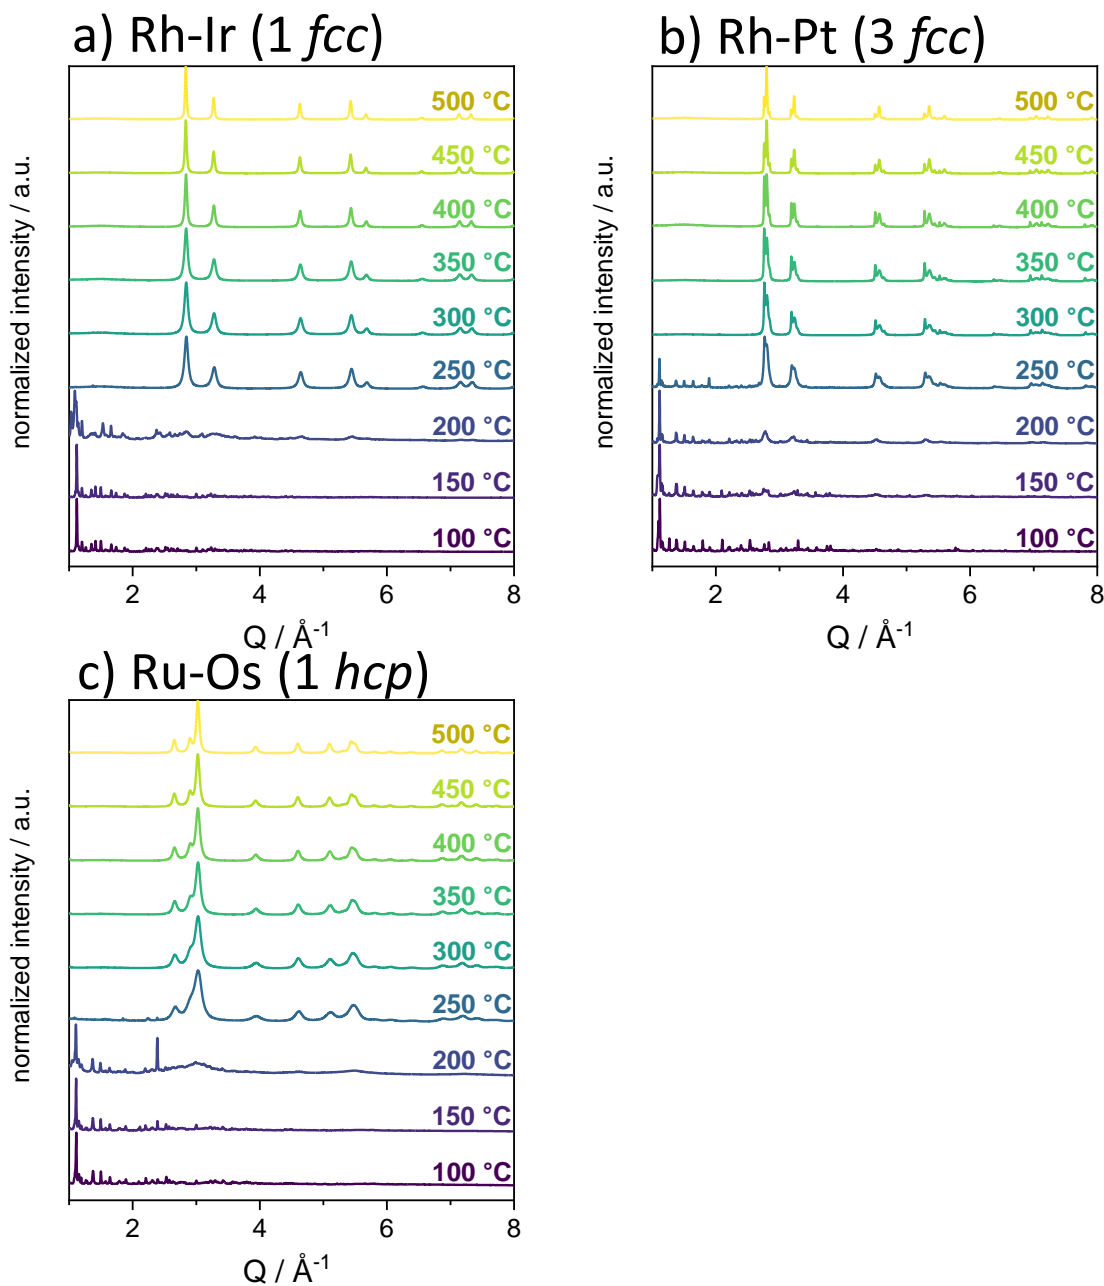 a) Rh-Ir (1 fcc)
500 °C
450 °C
400 °C
350 °C
300 °C
250 °C
200 °C
150 °C
100 °C
normalized intensity / a.u.
2 4 6 8
Q / Å⁻¹
b) Rh-Pt (3 fcc)
500 °C
450 °C
400 °C
350 °C
300 °C
250 °C
200 °C
150 °C
100 °C
normalized intensity / a.u.
2 4 6 8
Q / Å⁻¹
c) Ru-Os (1 hcp)
500 °C
450 °C
400 °C
350 °C
300 °C
250 °C
200 °C
150 °C
100 °C
normalized intensity / a.u.
2 4 6 8
Q / Å⁻¹